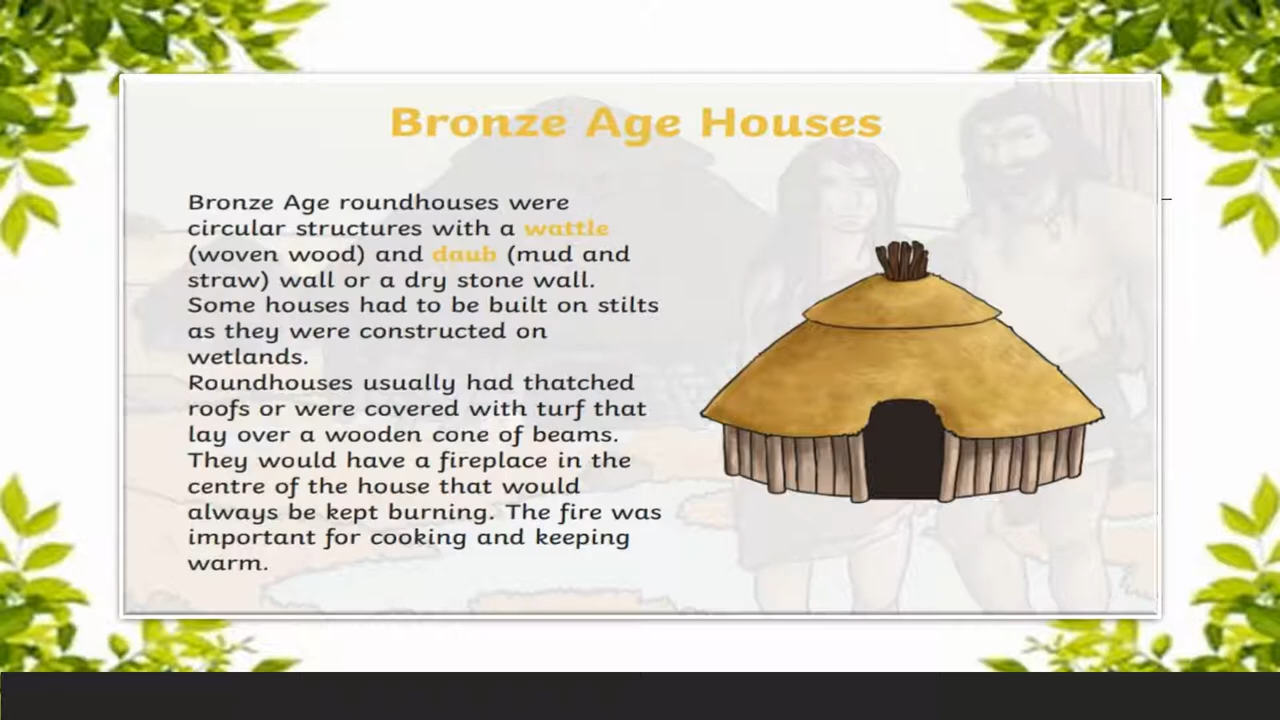 Bronze Age Houses
Bronze Age roundhouses were
circular structures with a wattle
(woven wood) and daub (mud and
straw) wall or a dry stone wall.
Some houses had to be built on stilts
as they were constructed on
wetlands.
Roundhouses usually had thatched
roofs or were covered with turf that
lay over a wooden cone of beams.
They would have a fireplace in the
centre of the house that would
always be kept burning. The fire was
important for cooking and keeping
warm.